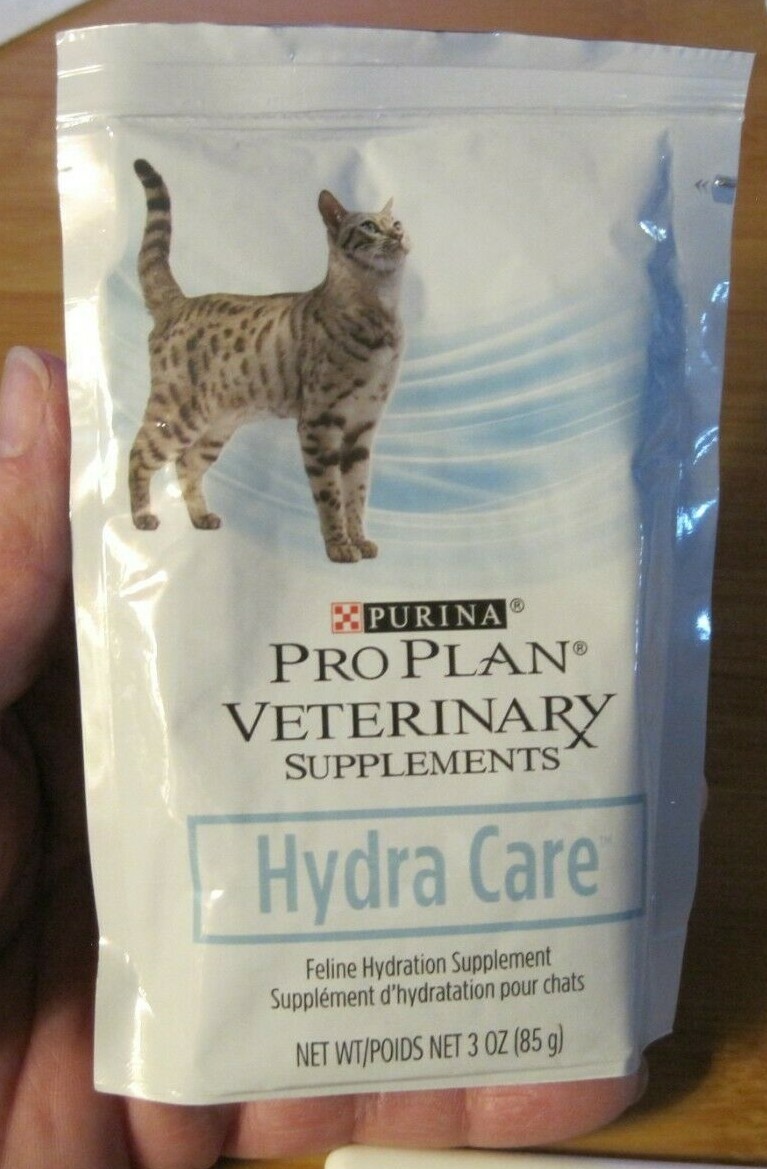 PURINA®
PRO PLAN®
VETERINARY
SUPPLEMENTS
Hydra Care™
Feline Hydration Supplement
Supplément d'hydratation pour chats
NET WT/POIDS NET 3 OZ (85 g)